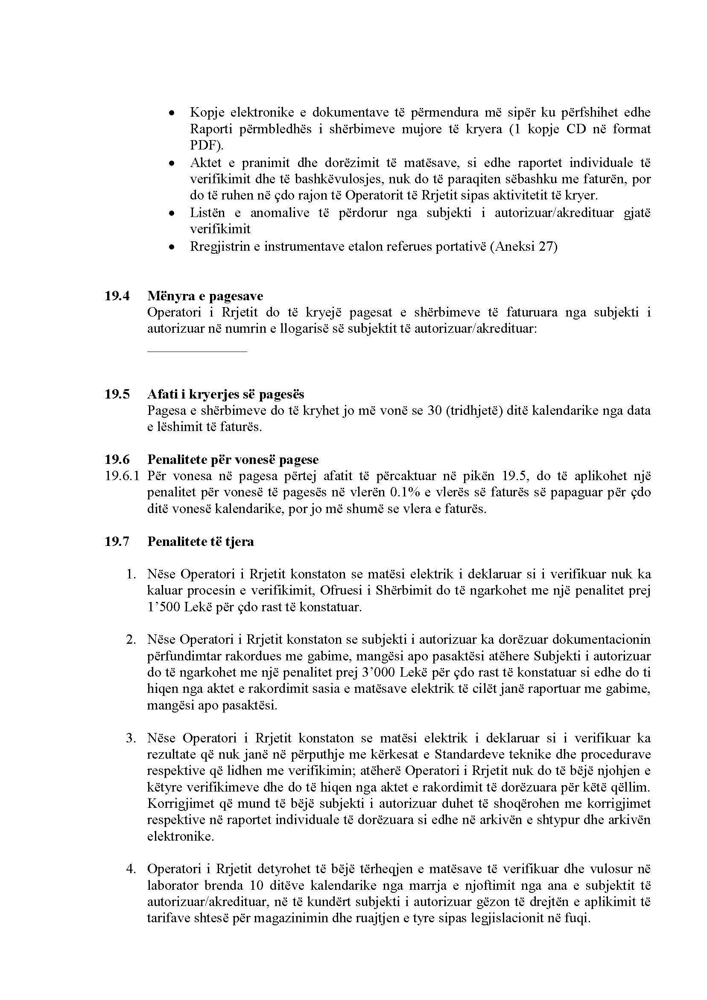 • Kopje elektronike e dokumentave të përmendura më sipër ku përfshihet edhe
Raporti përmbledhës i shërbimeve mujore të kryera (1 kopje CD në format
PDF).
• Aktet e pranimit dhe dorëzimit të matësave, si edhe raportet individuale të
verifikimit dhe të bashkëvulosjes, nuk do të paraqiten sëbashku me faturën, por
do të ruhen në çdo rajon të Operatorit të Rrjetit sipas aktivitetit të kryer.
• Listën e anomalive të përdorur nga subjekti i autorizuar/akredituar gjatë
verifikimit
• Rregjistrin e instrumentave etalon referues portativë (Aneksi 27)
19.4 Mënyra e pagesave
Operatori i Rrjetit do të kryejë pagesat e shërbimeve të faturuara nga subjekti i
autorizuar në numrin e llogarisë së subjektit të autorizuar/akredituar:
_______________
19.5 Afati i kryerjes së pagesës
Pagesa e shërbimeve do të kryhet jo më vonë se 30 (tridhjetë) ditë kalendarike nga data
e lëshimit të faturës.
19.6 Penalitete për vonesë pagese
19.6.1 Për vonesa në pagesa përtej afatit të përcaktuar në pikën 19.5, do të aplikohet një
penalitet për vonesë të pagesës në vlerën 0.1% e vlerës së faturës së papaguar për çdo
ditë vonesë kalendarike, por jo më shumë se vlera e faturës.
19.7 Penalitete të tjera
1. Nëse Operatori i Rrjetit konstaton se matësi elektrik i deklaruar si i verifikuar nuk ka
kaluar procesin e verifikimit, Ofruesi i Shërbimit do të ngarkohet me një penalitet prej
1’500 Lekë për çdo rast të konstatuar.
2. Nëse Operatori i Rrjetit konstaton se subjekti i autorizuar ka dorëzuar dokumentacionin
përfundimtar rakordues me gabime, mangësi apo pasaktësi atëhere Subjekti i autorizuar
do të ngarkohet me një penalitet prej 3’000 Lekë për çdo rast të konstatuar si edhe do ti
hiqen nga aktet e rakordimit sasia e matësave elektrik të cilët janë raportuar me gabime,
mangësi apo pasaktësi.
3. Nëse Operatori i Rrjetit konstaton se matësi elektrik i deklaruar si i verifikuar ka
rezultate që nuk janë në përputhje me kërkesat e Standardeve teknike dhe procedurave
respektive që lidhen me verifikimin; atëherë Operatori i Rrjetit nuk do të bëjë njohjen e
këtyre verifikimeve dhe do të hiqen nga aktet e rakordimit të dorëzuara për këtë qëllim.
Korrigjimet që mund të bëjë subjekti i autorizuar duhet të shoqërohen me korrigjimet
respektive në raportet individuale të dorëzuara si edhe në arkivën e shtypur dhe arkivën
elektronike.
4. Operatori i Rrjetit detyrohet të bëjë tërheqjen e matësave të verifikuar dhe vulosur në
laborator brenda 10 ditëve kalendarike nga marrja e njoftimit nga ana e subjektit të
autorizuar/akredituar, në të kundërt subjekti i autorizuar gëzon të drejtën e aplikimit të
tarifave shtesë për magazinimin dhe ruajtjen e tyre sipas legjislacionit në fuqi.